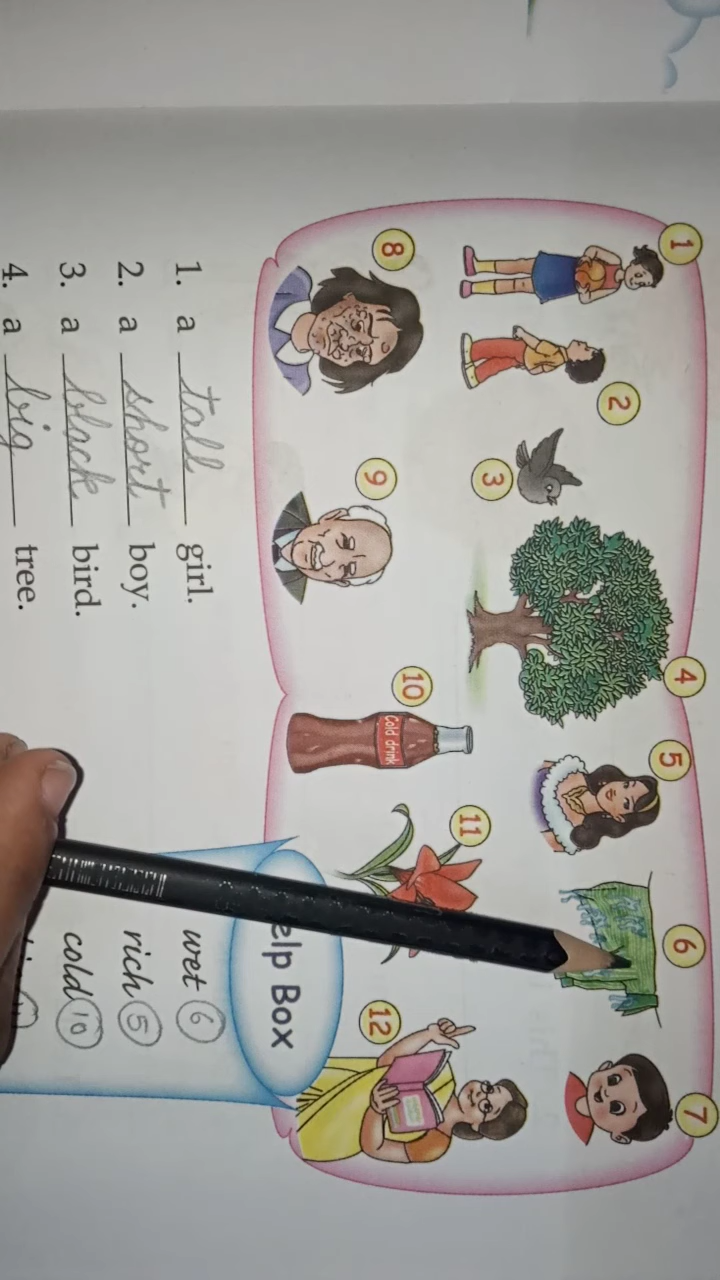 1
2
3
4
5
6
7
8
9
10
Cold drink
11
12
1. a tall girl.
2. a short boy.
3. a black bird.
4. a big tree.
elp Box
wet 6
rich 5
cold 10